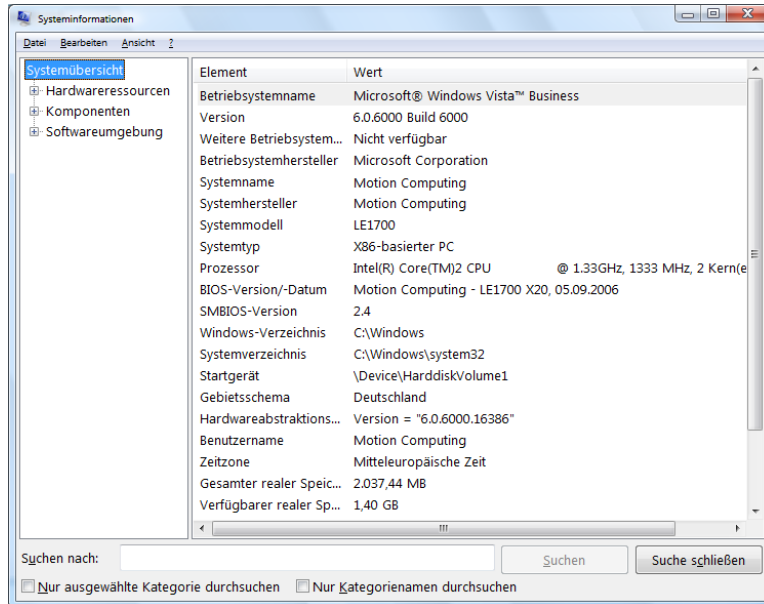 Systeminformationen
Datei Bearbeiten Ansicht ?
Systemübersicht
Hardwareressourcen
Komponenten
Softwareumgebung
Element Wert
Betriebsystemname Microsoft® Windows Vista™ Business
Version 6.0.6000 Build 6000
Weitere Betriebsystem... Nicht verfügbar
Betriebsystemhersteller Microsoft Corporation
Systemname Motion Computing
Systemhersteller Motion Computing
Systemmodell LE1700
Systemtyp X86-basierter PC
Prozessor Intel(R) Core(TM)2 CPU @ 1.33GHz, 1333 MHz, 2 Kern(e
BIOS-Version/-Datum Motion Computing - LE1700 X20, 05.09.2006
SMBIOS-Version 2.4
Windows-Verzeichnis C:\Windows
Systemverzeichnis C:\Windows\system32
Startgerät \Device\HarddiskVolume1
Gebietsschema Deutschland
Hardwareabstraktions... Version = "6.0.6000.16386"
Benutzername Motion Computing
Zeitzone Mitteleuropäische Zeit
Gesamter realer Speic... 2.037,44 MB
Verfügbarer realer Sp... 1,40 GB
Suchen nach: Suchen Suche schließen
Nur ausgewählte Kategorie durchsuchen Nur Kategorienamen durchsuchen